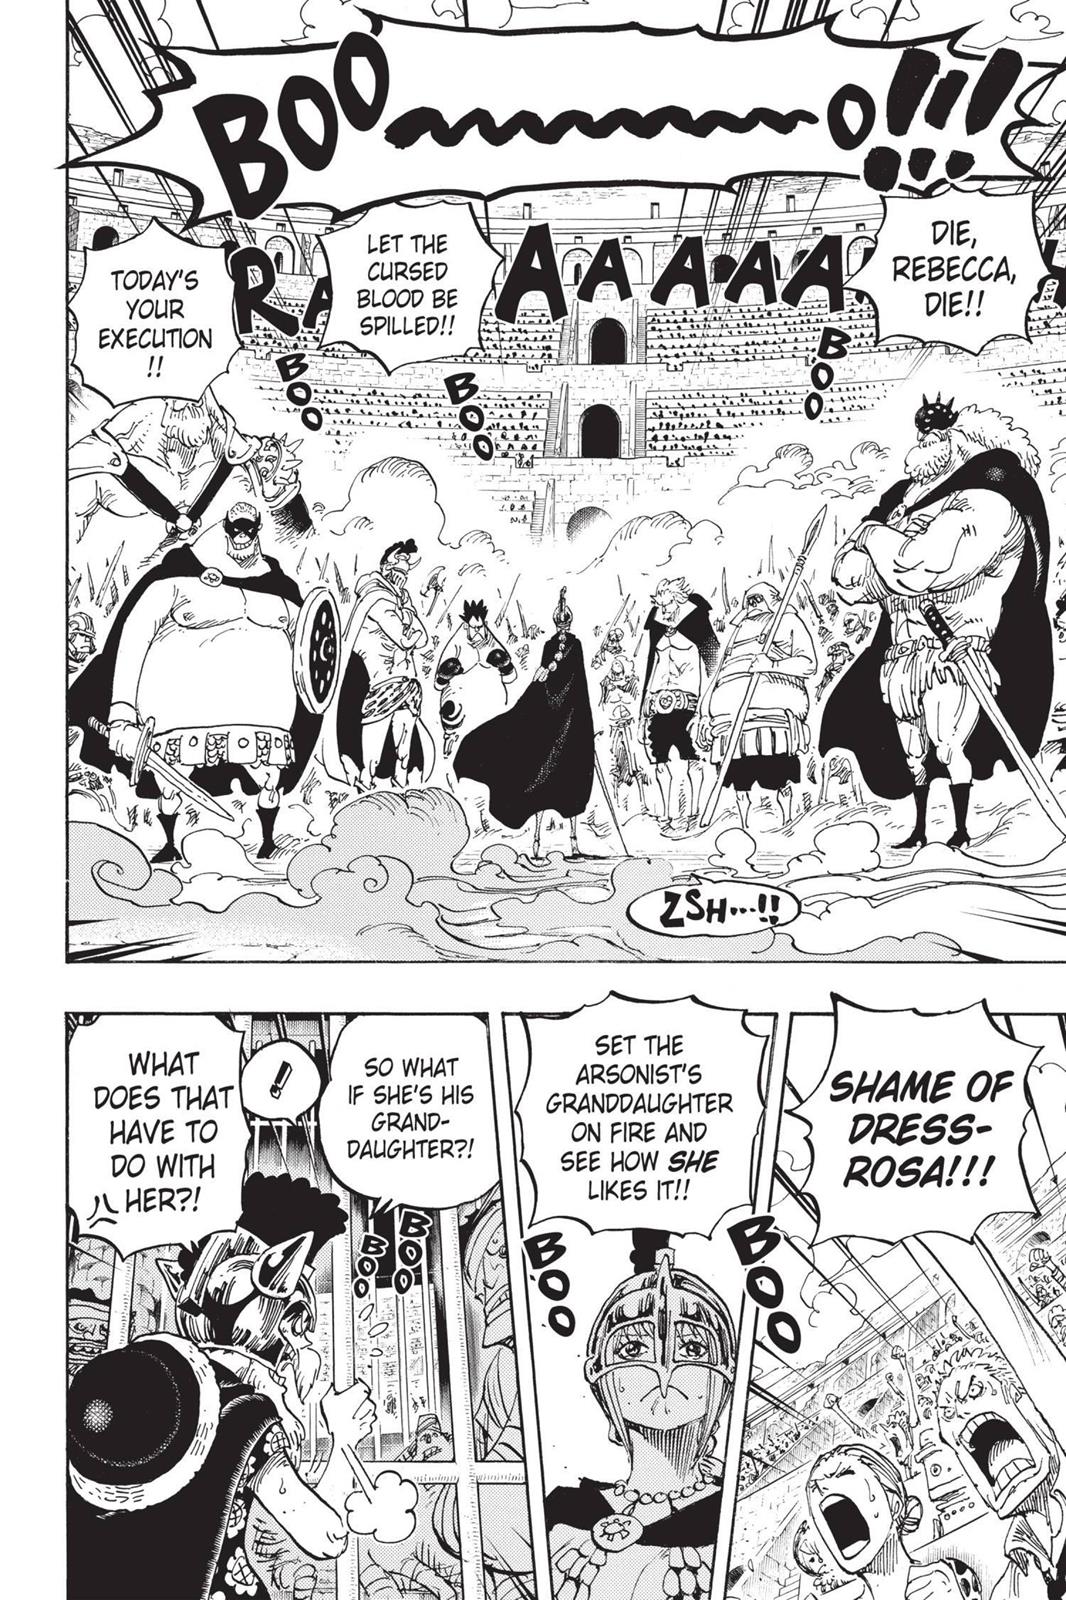 BOO~O!!!!!
DIE,
REBECCA,
DIE!!
LET THE
CURSED
BLOOD BE
SPILLED!!
TODAY'S
YOUR
EXECUTION
!!
RA
AAAAA
BOO
BOO
BOO
ZSH...!!
SHAME OF
DRESS-
ROSA!!!
BOO
SET THE
ARSONIST'S
GRANDDAUGHTER
ON FIRE AND
SEE HOW SHE
LIKES IT!!
BOO
SO WHAT
IF SHE'S HIS
GRAND-
DAUGHTER?!
!
BOO
BOO
WHAT
DOES THAT
HAVE TO
DO WITH
HER?!